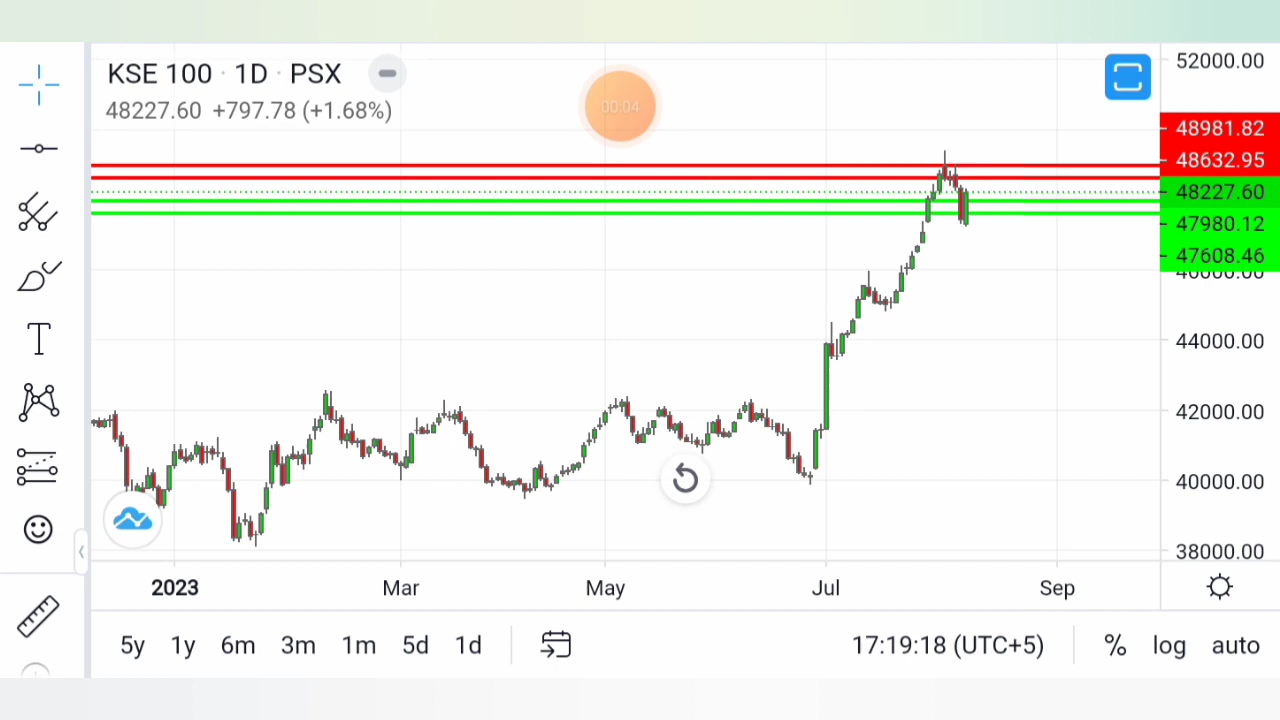 KSE 100 · 1D · PSX
48227.60 +797.78 (+1.68%)
00:04
52000.00
48981.82
48632.95
48227.60
47980.12
47608.46
44000.00
42000.00
40000.00
38000.00
2023 Mar May Jul Sep
5y 1y 6m 3m 1m 5d 1d 17:19:18 (UTC+5) % log auto